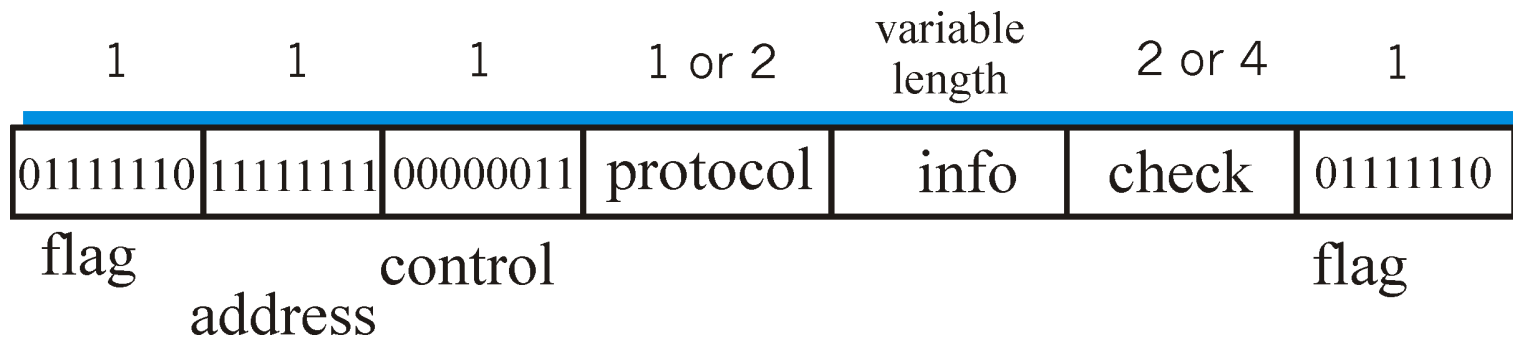 1 1 1 1 or 2 variable length 2 or 4 1
01111110 11111111 00000011 protocol info check 01111110
flag address control flag